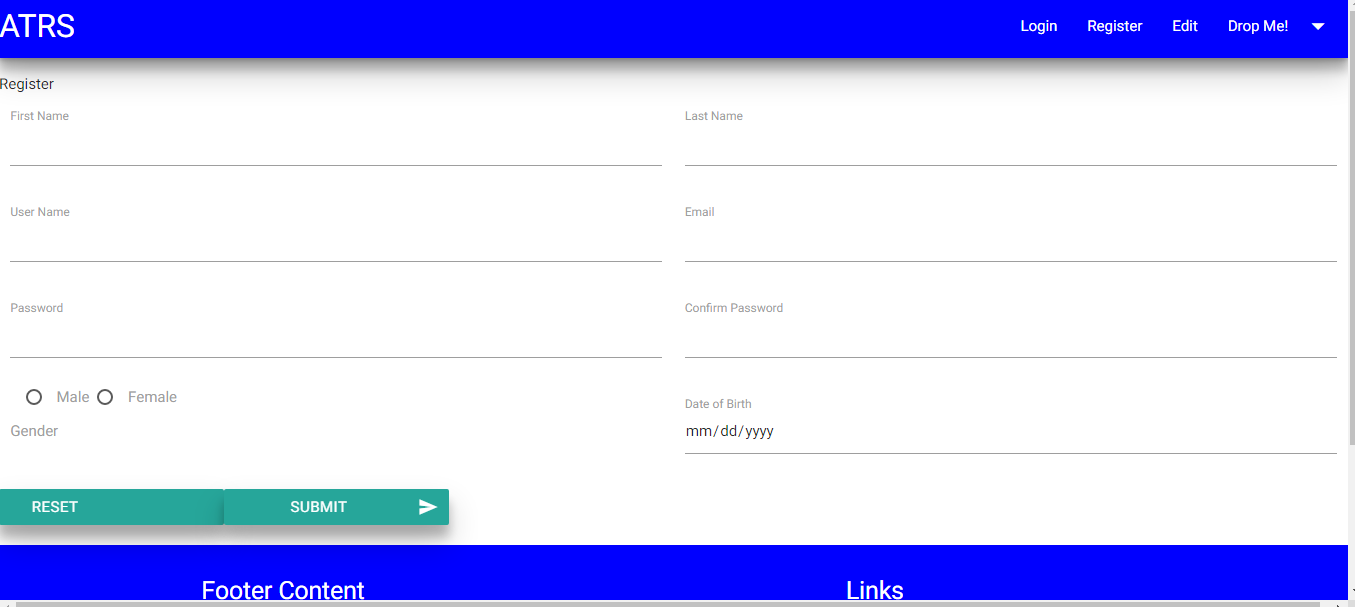 ATRS Login Register Edit Drop Me!
Register
First Name Last Name
User Name Email
Password Confirm Password
Male Female
Date of Birth
Gender mm/dd/yyyy
RESET SUBMIT
Footer Content Links